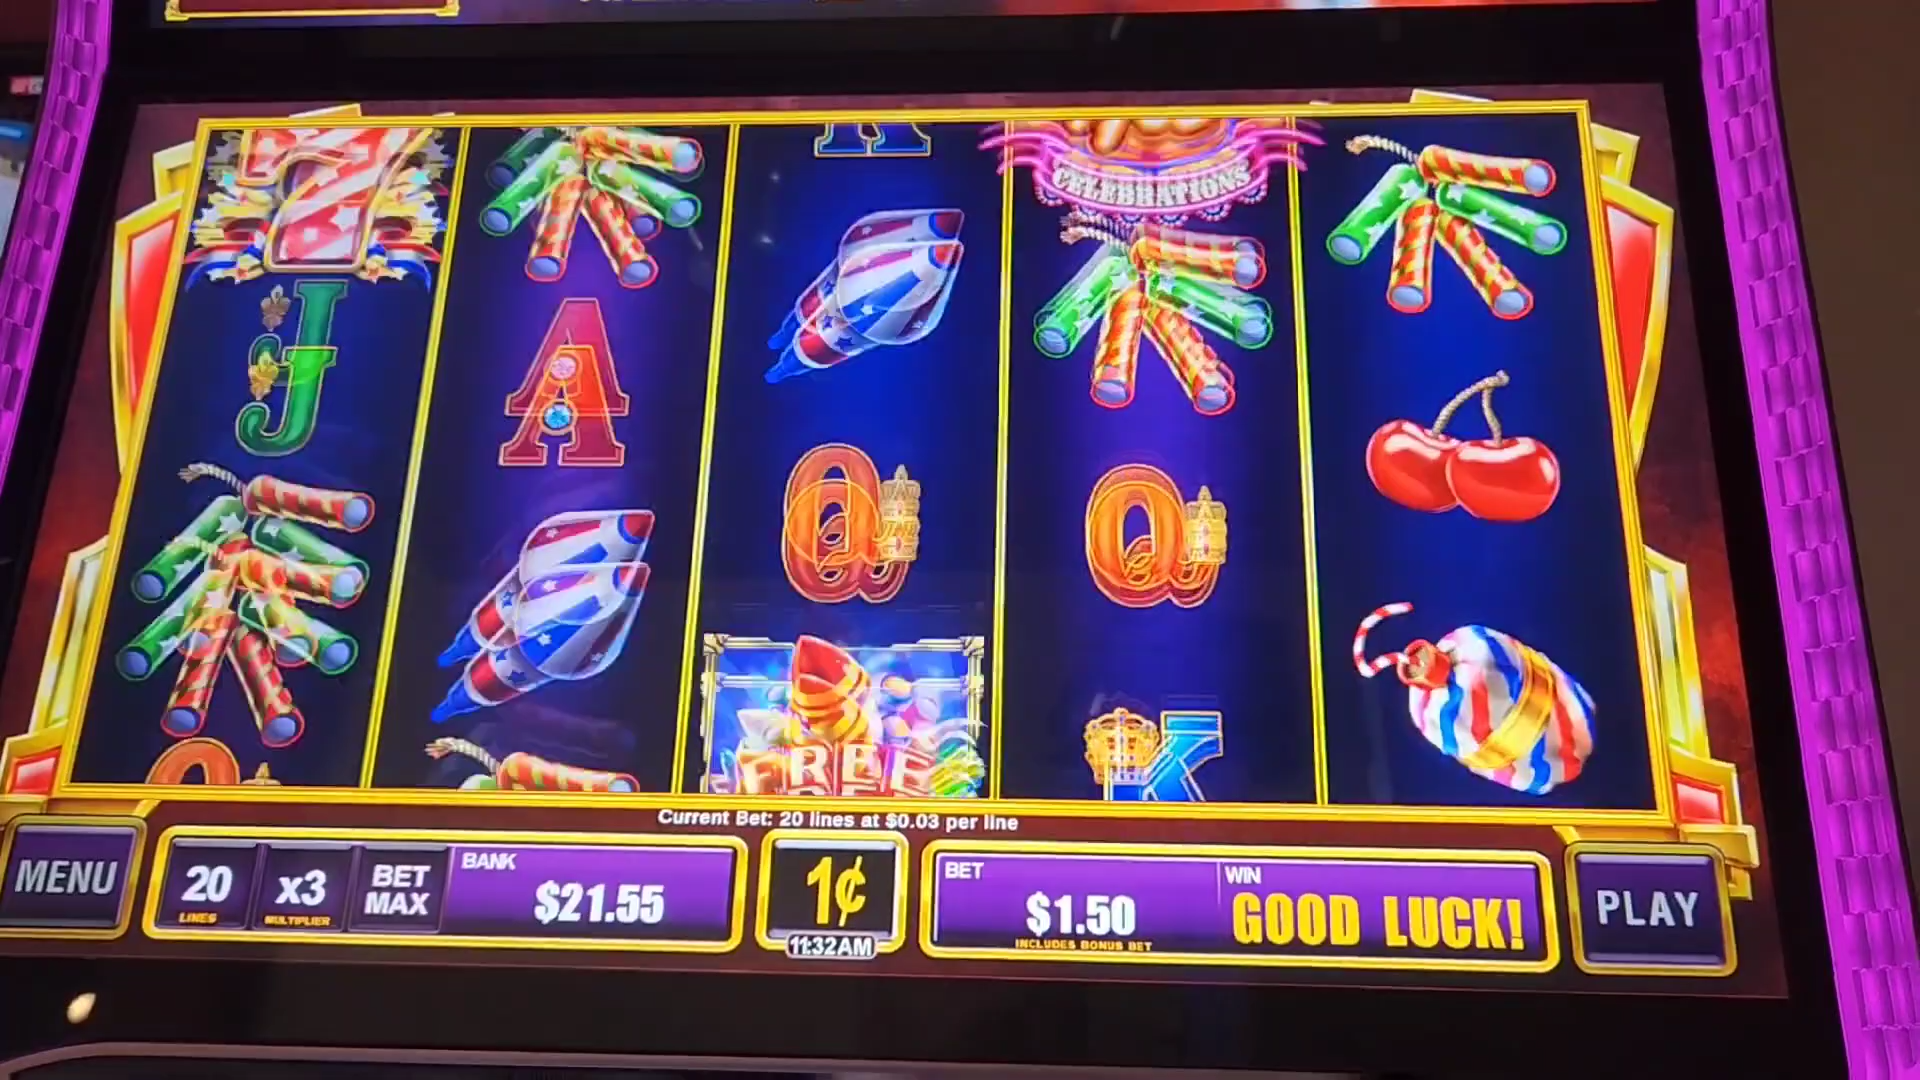 7
K
CELEBRATIONS
J
J
A
A
Q
Q
FREE
K
Current Bet: 20 lines at $0.03 per line
MENU
20
LINES
x3
MULTIPLIER
BET
MAX
BANK
$21.55
1¢
11:32AM
BET
$1.50
INCLUDES BONUS BET
WIN
GOOD LUCK!
PLAY